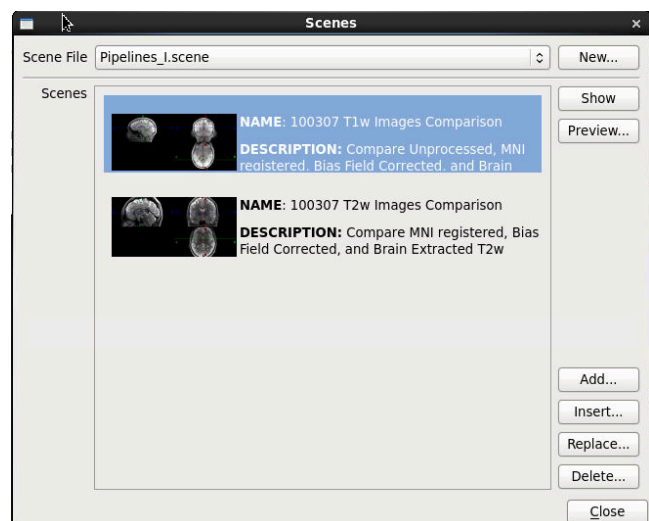 Scenes
Scene File Pipelines_I.scene New...
Scenes
Show
Preview...
NAME: 100307 T1w Images Comparison
DESCRIPTION: Compare Unprocessed, MNI
registered, Bias Field Corrected, and Brain
NAME: 100307 T2w Images Comparison
DESCRIPTION: Compare MNI registered, Bias
Field Corrected, and Brain Extracted T2w
Add...
Insert...
Replace...
Delete...
Close